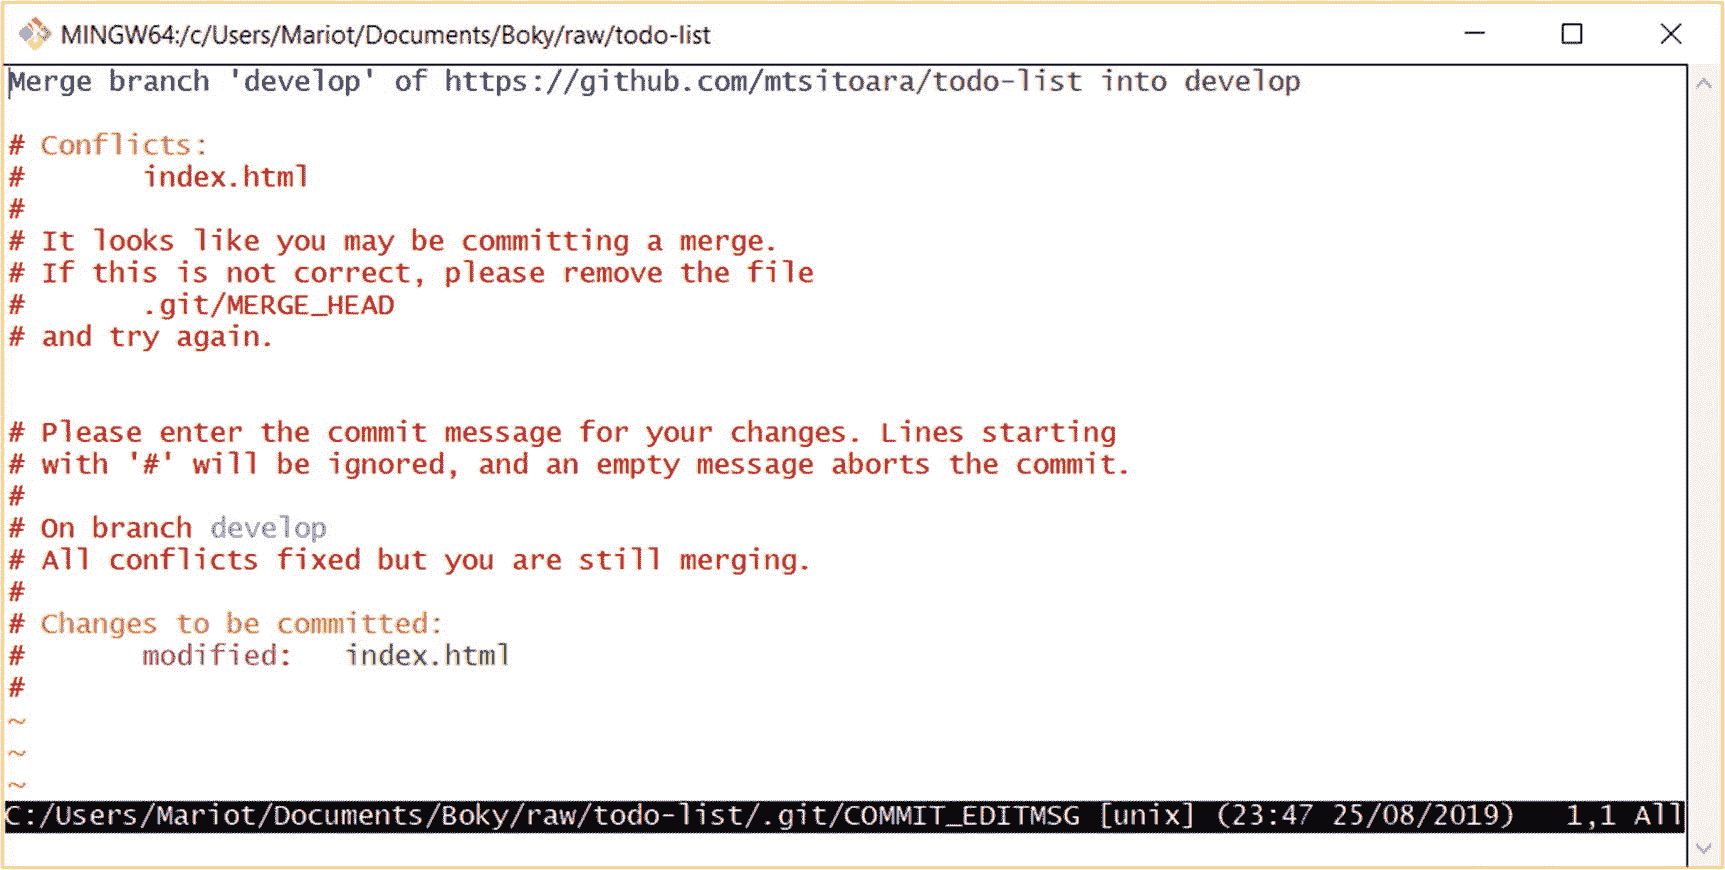 MINGW64:/c/Users/Mariot/Documents/Boky/raw/todo-list
Merge branch 'develop' of https://github.com/mtsitoara/todo-list into develop
# Conflicts:
#       index.html
#
# It looks like you may be committing a merge.
# If this is not correct, please remove the file
#       .git/MERGE_HEAD
# and try again.
# Please enter the commit message for your changes. Lines starting
# with '#' will be ignored, and an empty message aborts the commit.
#
# On branch develop
# All conflicts fixed but you are still merging.
#
# Changes to be committed:
#       modified:   index.html
#
~
~
~
C:/Users/Mariot/Documents/Boky/raw/todo-list/.git/COMMIT_EDITMSG [unix] (23:47 25/08/2019)   1,1 All